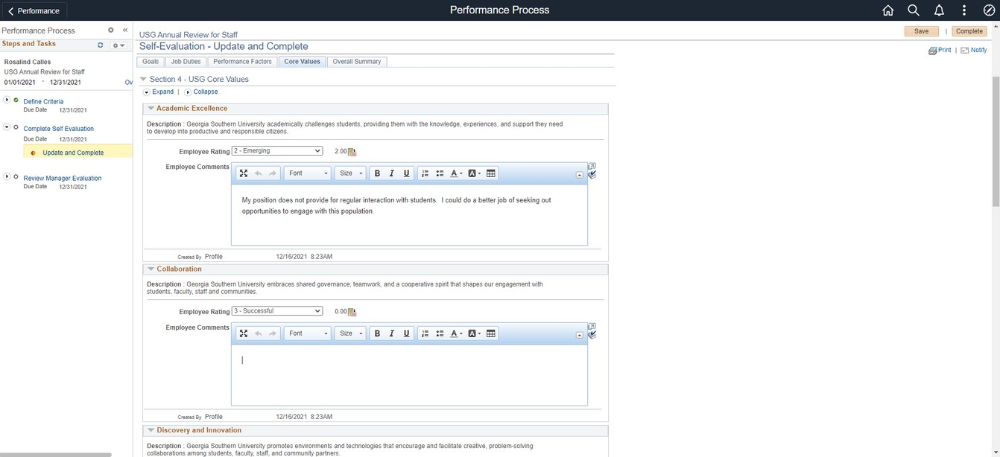 Performance
Performance Process
Performance Process
«
Steps and Tasks
Rosalind Calles
USG Annual Review for Staff
01/01/2021 - 12/31/2021 Ov
Define Criteria
Due Date 12/31/2021
Complete Self Evaluation
Due Date 12/31/2021
Update and Complete
Review Manager Evaluation
Due Date 12/31/2021
USG Annual Review for Staff
Save | Complete
Self-Evaluation - Update and Complete
Print | Notify
Goals Job Duties Performance Factors Core Values Overall Summary
Section 4 - USG Core Values
Expand | Collapse
Academic Excellence
Description : Georgia Southern University academically challenges students, providing them with the knowledge, experiences, and support they need
to develop into productive and responsible citizens.
Employee Rating 2 - Emerging 2.00
Employee Comments
Font Size B I U A A
My position does not provide for regular interaction with students. I could do a better job of seeking out
opportunities to engage with this population.
Created By Profile 12/16/2021 8:23AM
Collaboration
Description : Georgia Southern University embraces shared governance, teamwork, and a cooperative spirit that shapes our engagement with
students, faculty, staff and communities.
Employee Rating 3 - Successful 0.00
Employee Comments
Font Size B I U A A
Created By Profile 12/16/2021 8:23AM
Discovery and Innovation
Description : Georgia Southern University promotes environments and technologies that encourage and facilitate creative, problem-solving
collaborations among students, faculty, staff, and community partners.